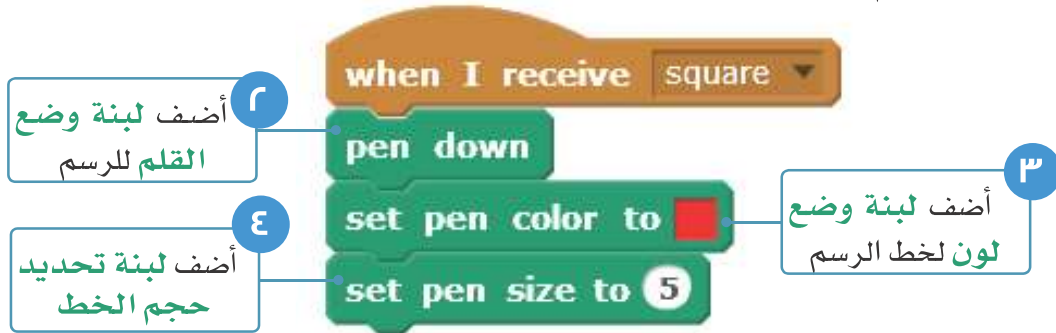 when I receive square
٢
أضف لبنة وضع
القلم للرسم
pen down
٣
أضف لبنة وضع
لون لخط الرسم
set pen color to
٤
أضف لبنة تحديد
حجم الخط
set pen size to 5